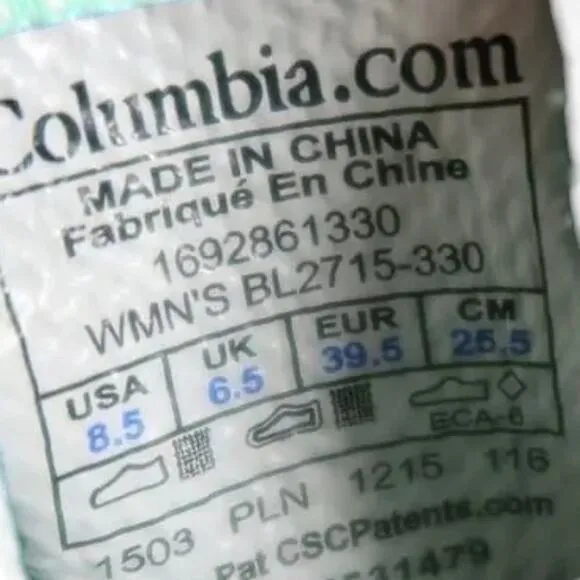 Columbia.com
MADE IN CHINA
Fabriqué En Chine
1692861330
WMN'S BL2715-330
USA UK EUR CM
8.5 6.5 39.5 25.5
ECA-6
1503 PLN 1215 116
Pat CSCPatents.com
31479